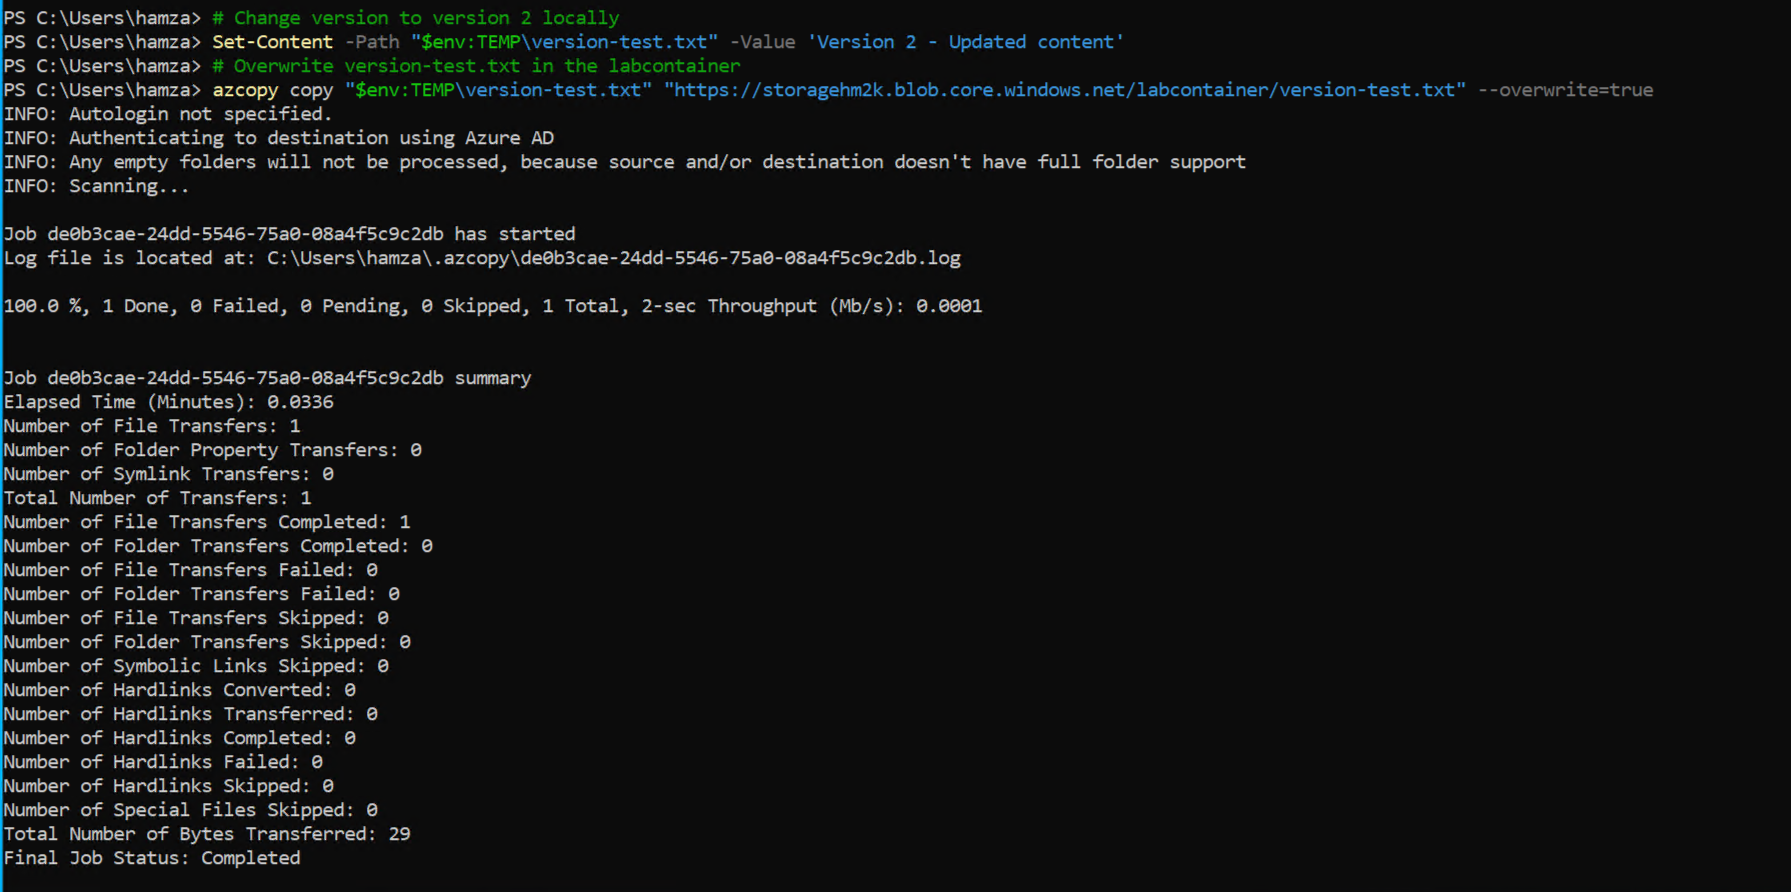 PS C:\Users\hamza> # Change version to version 2 locally
PS C:\Users\hamza> Set-Content -Path "$env:TEMP\version-test.txt" -Value 'Version 2 - Updated content'
PS C:\Users\hamza> # Overwrite version-test.txt in the labcontainer
PS C:\Users\hamza> azcopy copy "$env:TEMP\version-test.txt" "https://storagehm2k.blob.core.windows.net/labcontainer/version-test.txt" --overwrite=true
INFO: Autologin not specified.
INFO: Authenticating to destination using Azure AD
INFO: Any empty folders will not be processed, because source and/or destination doesn't have full folder support
INFO: Scanning...
Job de0b3cae-24dd-5546-75a0-08a4f5c9c2db has started
Log file is located at: C:\Users\hamza\.azcopy\de0b3cae-24dd-5546-75a0-08a4f5c9c2db.log
100.0 %, 1 Done, 0 Failed, 0 Pending, 0 Skipped, 1 Total, 2-sec Throughput (Mb/s): 0.0001
Job de0b3cae-24dd-5546-75a0-08a4f5c9c2db summary
Elapsed Time (Minutes): 0.0336
Number of File Transfers: 1
Number of Folder Property Transfers: 0
Number of Symlink Transfers: 0
Total Number of Transfers: 1
Number of File Transfers Completed: 1
Number of Folder Transfers Completed: 0
Number of File Transfers Failed: 0
Number of Folder Transfers Failed: 0
Number of File Transfers Skipped: 0
Number of Folder Transfers Skipped: 0
Number of Symbolic Links Skipped: 0
Number of Hardlinks Converted: 0
Number of Hardlinks Transferred: 0
Number of Hardlinks Completed: 0
Number of Hardlinks Failed: 0
Number of Hardlinks Skipped: 0
Number of Special Files Skipped: 0
Total Number of Bytes Transferred: 29
Final Job Status: Completed